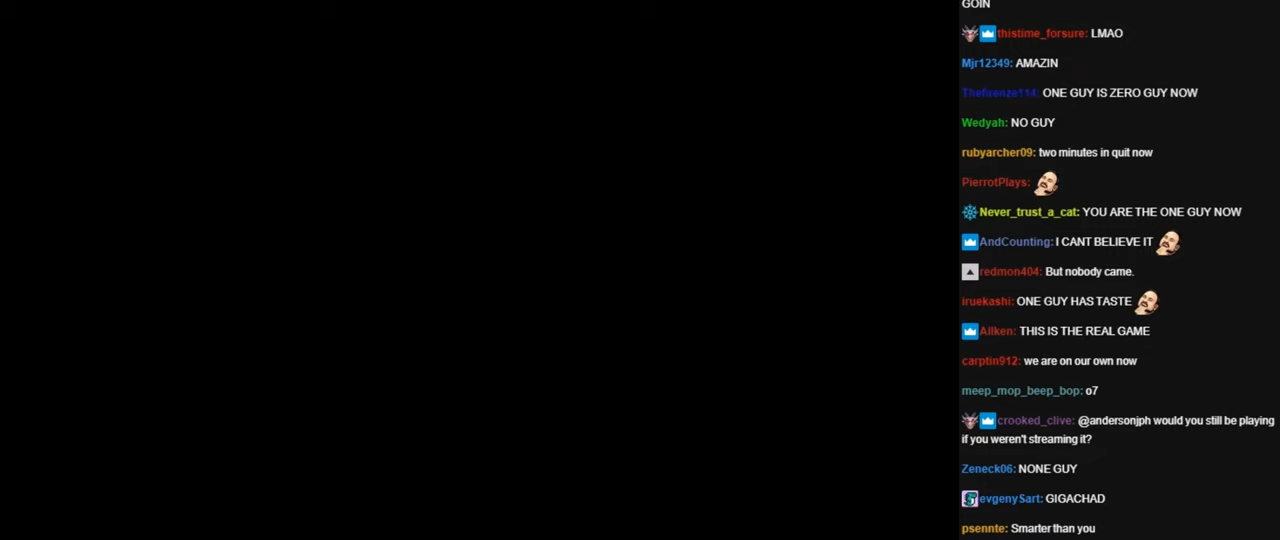 GOIN
thistime_forsure: LMAO
Mjr12349: AMAZIN
Thefirenze114: ONE GUY IS ZERO GUY NOW
Wedyah: NO GUY
rubyarcher09: two minutes in quit now
PierrotPlays:
Never_trust_a_cat: YOU ARE THE ONE GUY NOW
AndCounting: I CANT BELIEVE IT
redmon404: But nobody came.
iruekashi: ONE GUY HAS TASTE
Allken: THIS IS THE REAL GAME
carptin912: we are on our own now
meep_mop_beep_bop: o7
crooked_clive: @andersonjph would you still be playing
if you weren't streaming it?
Zeneck06: NONE GUY
evgenySart: GIGACHAD
psennte: Smarter than you